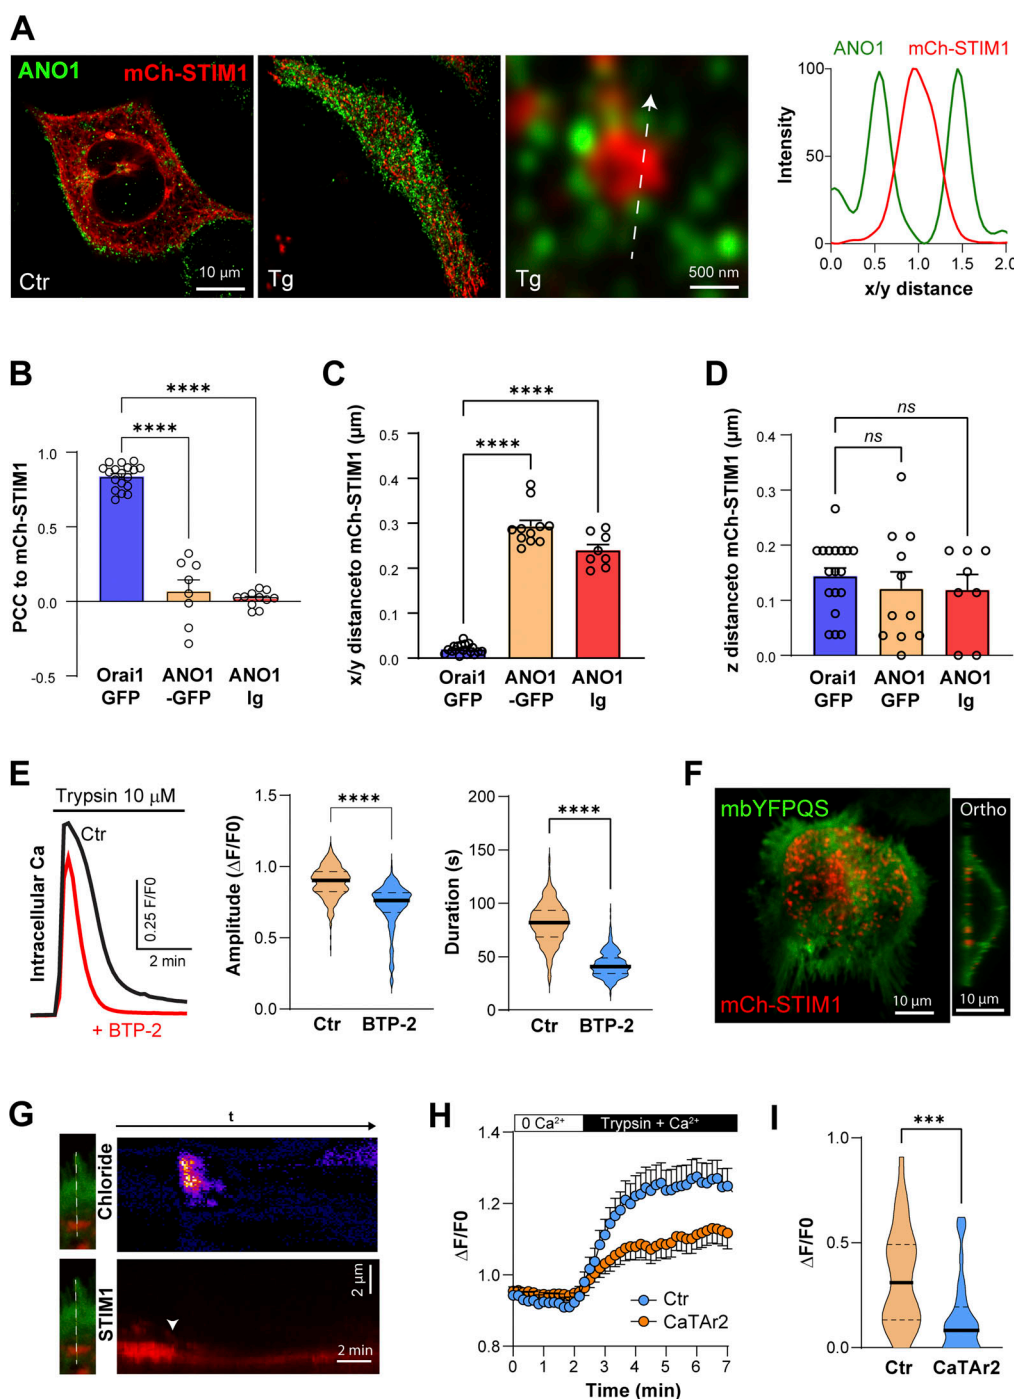 A
ANO1 mCh-STIM1
Ctr
10 µm
Tg
Tg
500 nm
ANO1 mCh-STIM1
Intensity
100
50
0
0.0 0.5 1.0 1.5 2.0
x/y distance
B
PCC to mCh-STIM1
1.0
0.5
0.0
-0.5
****
****
Orai1 ANO1 ANO1
GFP -GFP Ig
C
x/y distanceto mCh-STIM1 (µm)
0.5
0.4
0.3
0.2
0.1
0.0
****
****
Orai1 ANO1 ANO1
GFP -GFP Ig
D
z distanceto mCh-STIM1 (µm)
0.4
0.3
0.2
0.1
0.0
ns
ns
Orai1 ANO1 ANO1
GFP GFP Ig
E
Trypsin 10 µM
Ctr
Intracellular Ca
0.25 F/F0
2 min
+ BTP-2
Amplitude (ΔF/F0)
1.5
1.0
0.5
0.0
****
Ctr BTP-2
Duration (s)
200
150
100
50
0
****
Ctr BTP-2
F
mbYFPQS
mCh-STIM1
10 µm
Ortho
10 µm
G
t
Chloride
STIM1
2 µm
2 min
H
0 Ca²⁺ Trypsin + Ca²⁺
ΔF/F0
1.4
1.2
1.0
0.8
Ctr
CaTAr2
0 1 2 3 4 5 6 7
Time (min)
I
ΔF/F0
1.0
0.5
0.0
***
Ctr CaTAr2